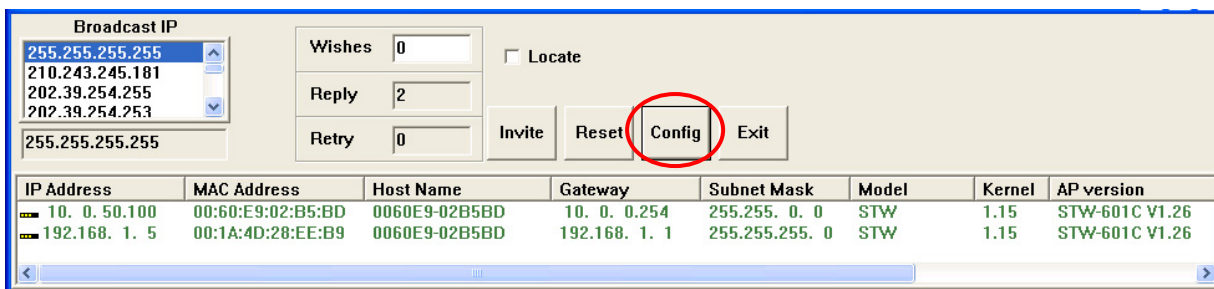 Broadcast IP
255.255.255.255
210.243.245.181
202.39.254.255
202.39.254.253
255.255.255.255
Wishes 0
Reply 2
Retry 0
Locate
Invite Reset Config Exit
IP Address MAC Address Host Name Gateway Subnet Mask Model Kernel AP version
10. 0. 50.100 00:60:E9:02:B5:BD 0060E9-02B5BD 10. 0. 0.254 255.255. 0. 0 STW 1.15 STW-601C V1.26
192.168. 1. 5 00:1A:4D:28:EE:B9 0060E9-02B5BD 192.168. 1. 1 255.255.255. 0 STW 1.15 STW-601C V1.26